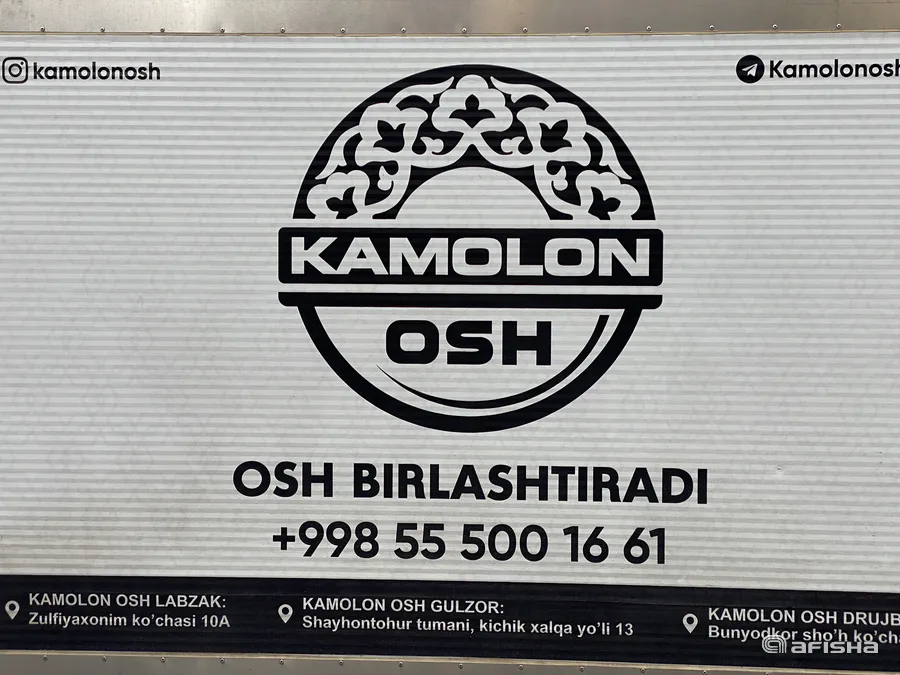 kamolonosh
Kamolonosh
KAMOLON
OSH
OSH BIRLASHTIRADI
+998 55 500 16 61
KAMOLON OSH LABZAK:
Zulfiyaxonim ko'chasi 10A
KAMOLON OSH GULZOR:
Shayhontohur tumani, kichik xalqa yo'li 13
KAMOLON OSH DRUJB
Bunyodkor sho'h ko'cha
afisha